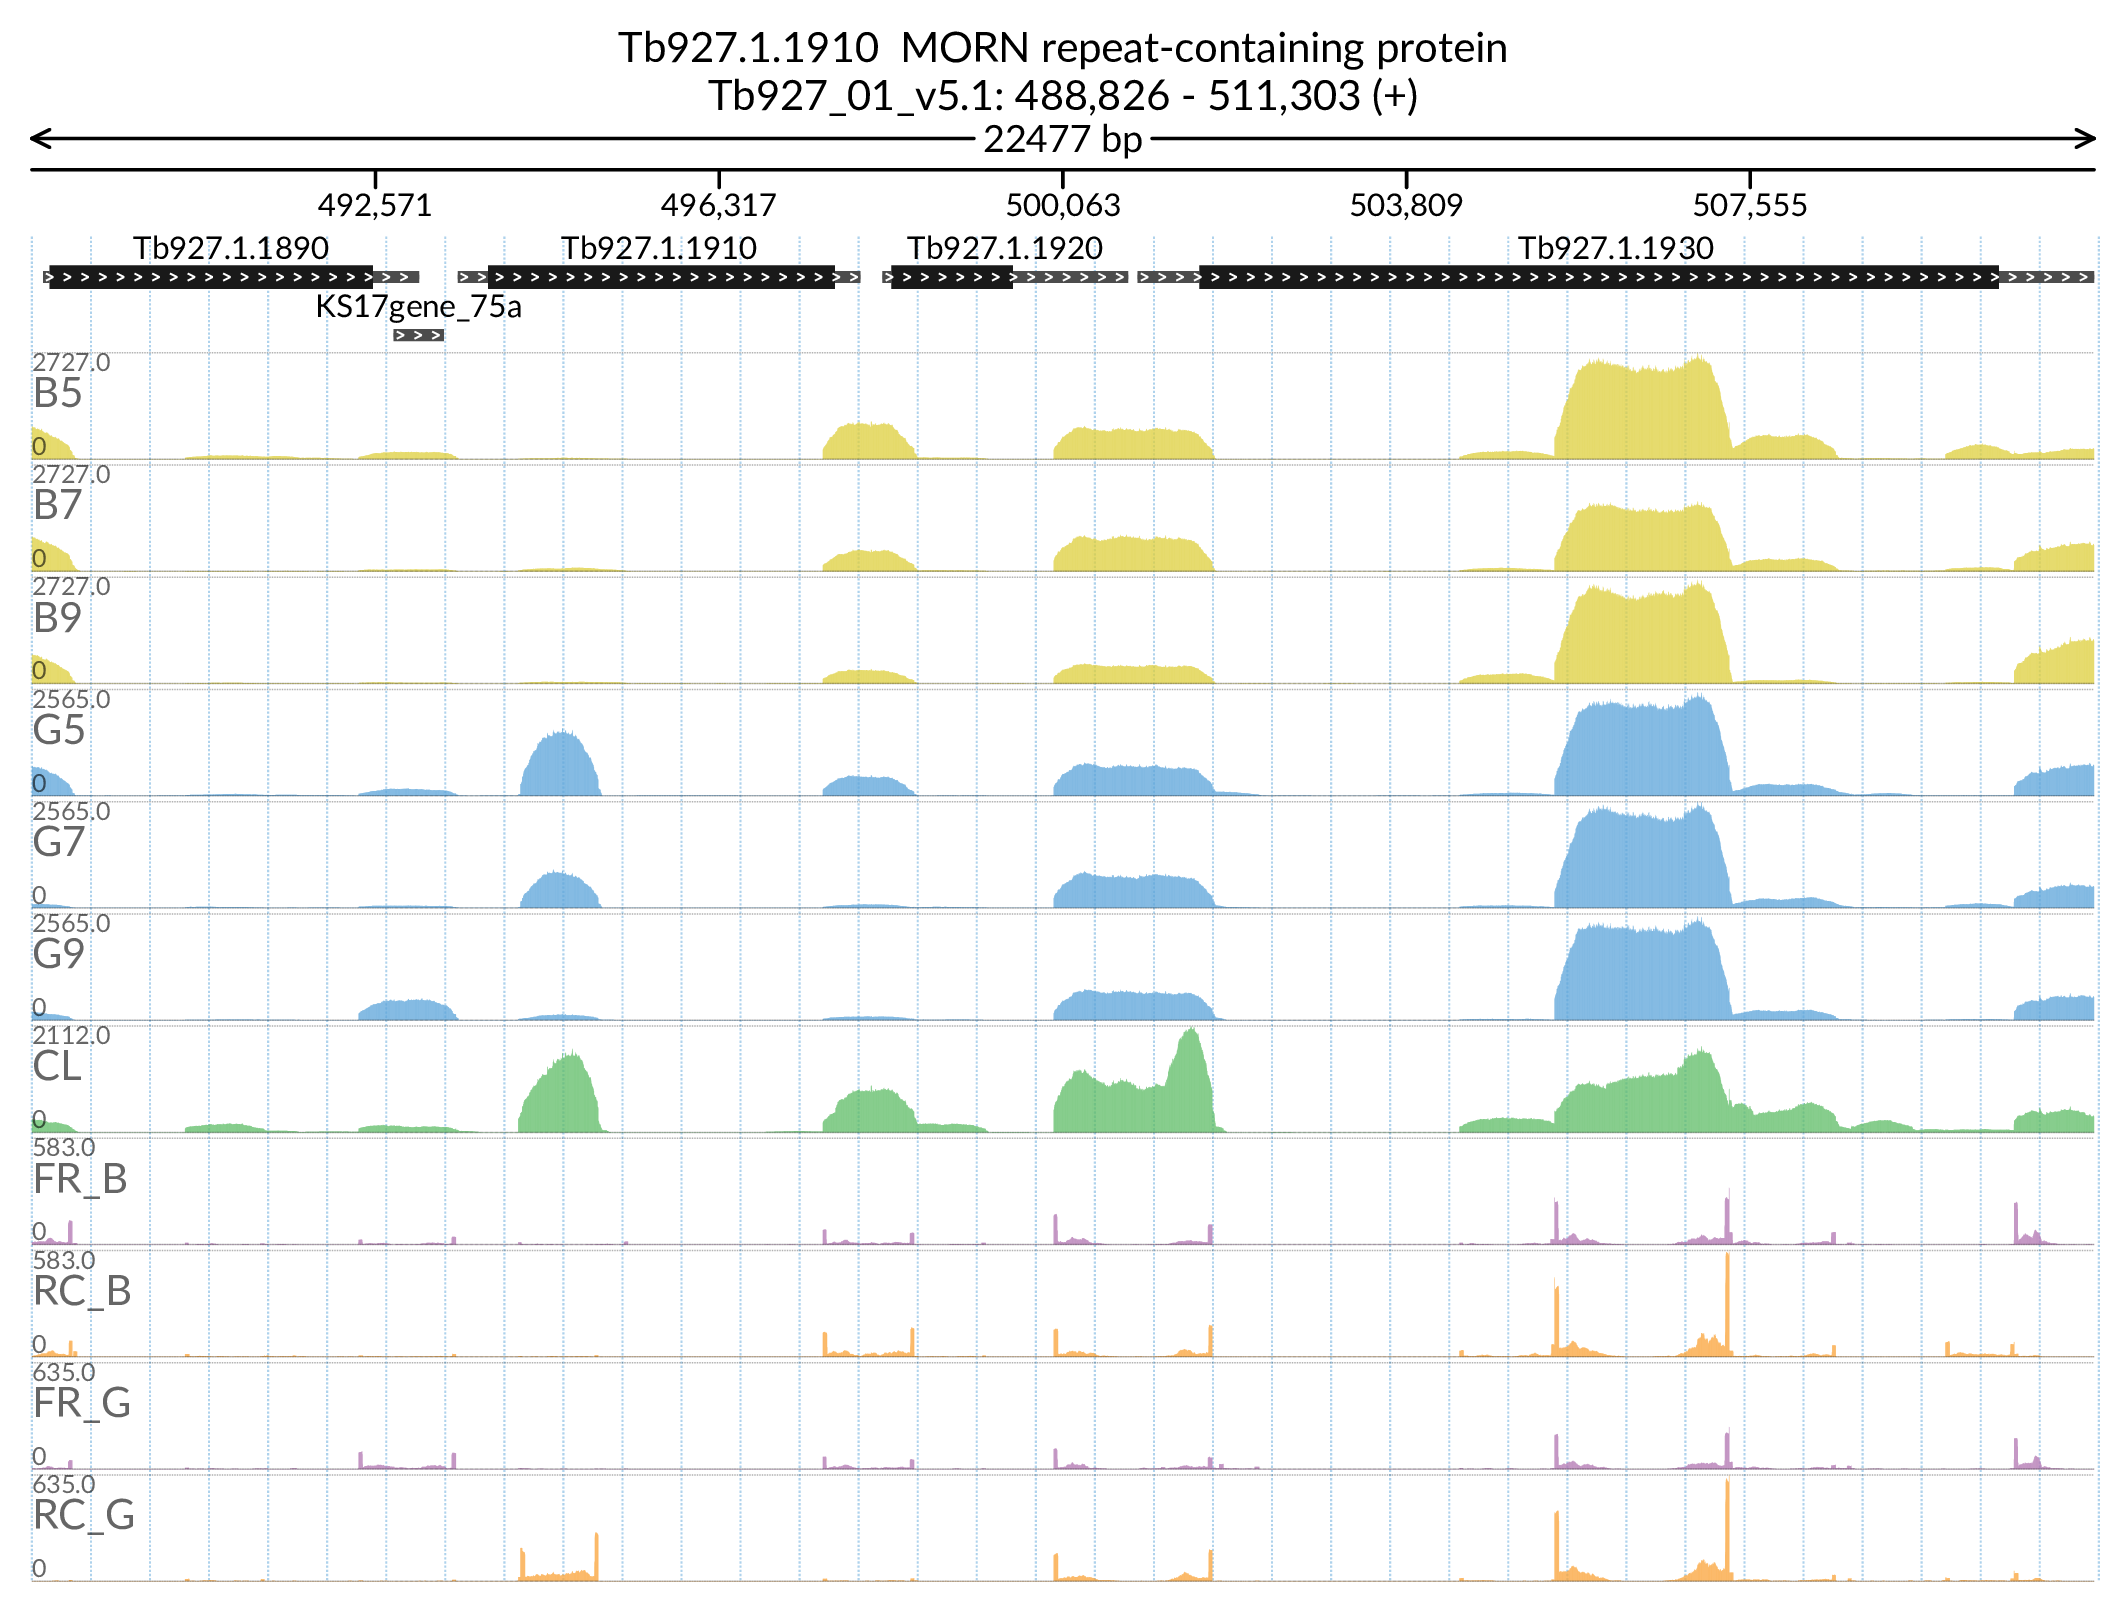 Tb927.1.1910  MORN repeat-containing protein
Tb927_01_v5.1: 488,826 - 511,303 (+)
22477 bp
492,571 496,317 500,063 503,809 507,555
Tb927.1.1890 Tb927.1.1910 Tb927.1.1920 Tb927.1.1930
KS17gene_75a
2727.0
B5
0
2727.0
B7
0
2727.0
B9
0
2565.0
G5
0
2565.0
G7
0
2565.0
G9
0
2112.0
CL
0
583.0
FR_B
0
583.0
RC_B
0
635.0
FR_G
0
635.0
RC_G
0